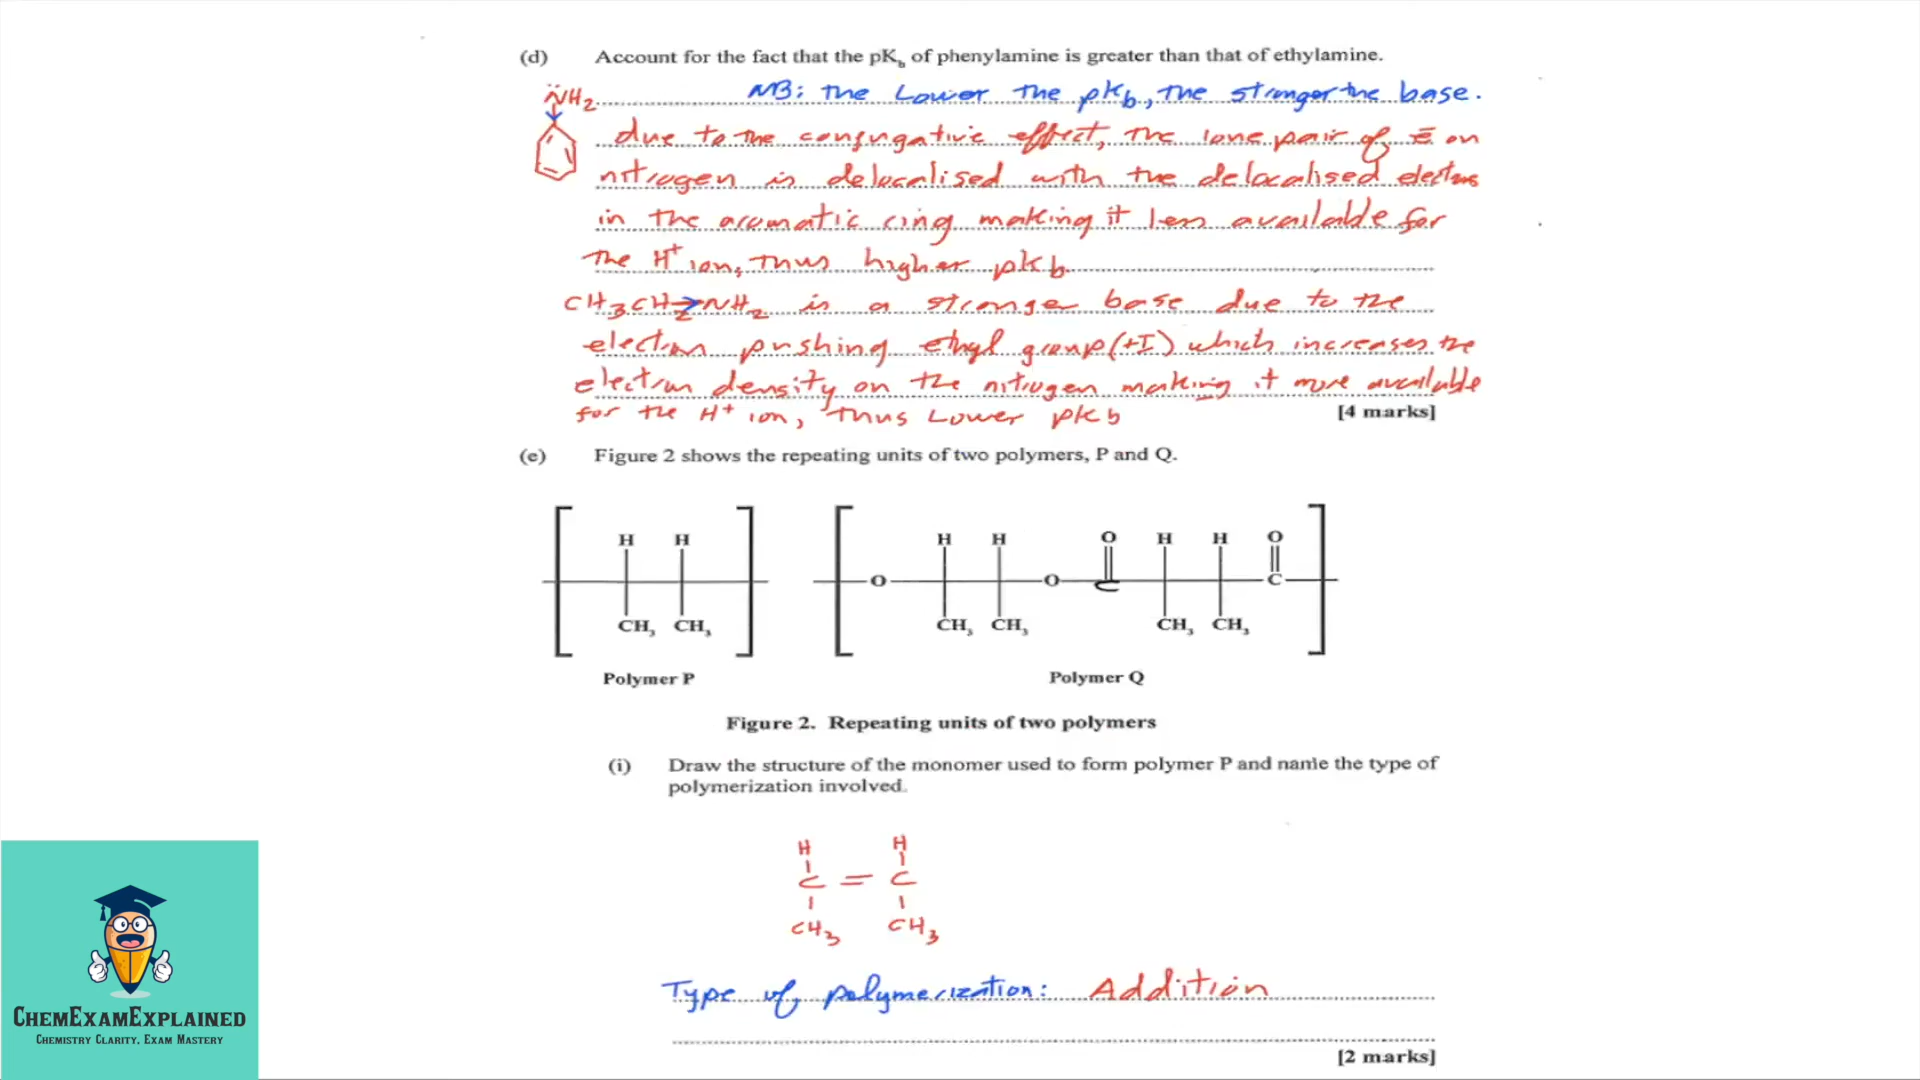 (d) Account for the fact that the pKb of phenylamine is greater than that of ethylamine.
N̈H2 NB: the Lower the pKb, the stronger the base.
due to the conjugative effect, the lone pair of ē on
nitrogen is delocalised with the delocalised electrons
in the aromatic ring making it less available for
the H+ ion, thus higher pKb
CH3CH2→NH2 is a stronger base due to the
electron pushing ethyl group (+I) which increases the
electron density on the nitrogen making it more available
for the H+ ion, thus Lower pKb [4 marks]
(e) Figure 2 shows the repeating units of two polymers, P and Q.
H H H H O H H O
O O C C
CH3 CH3 CH3 CH3 CH3 CH3
Polymer P Polymer Q
Figure 2. Repeating units of two polymers
(i) Draw the structure of the monomer used to form polymer P and name the type of
polymerization involved.
H H
C = C
CH3 CH3
Type of polymerization: Addition
[2 marks]
CHEMEXAMEXPLAINED
CHEMISTRY CLARITY, EXAM MASTERY